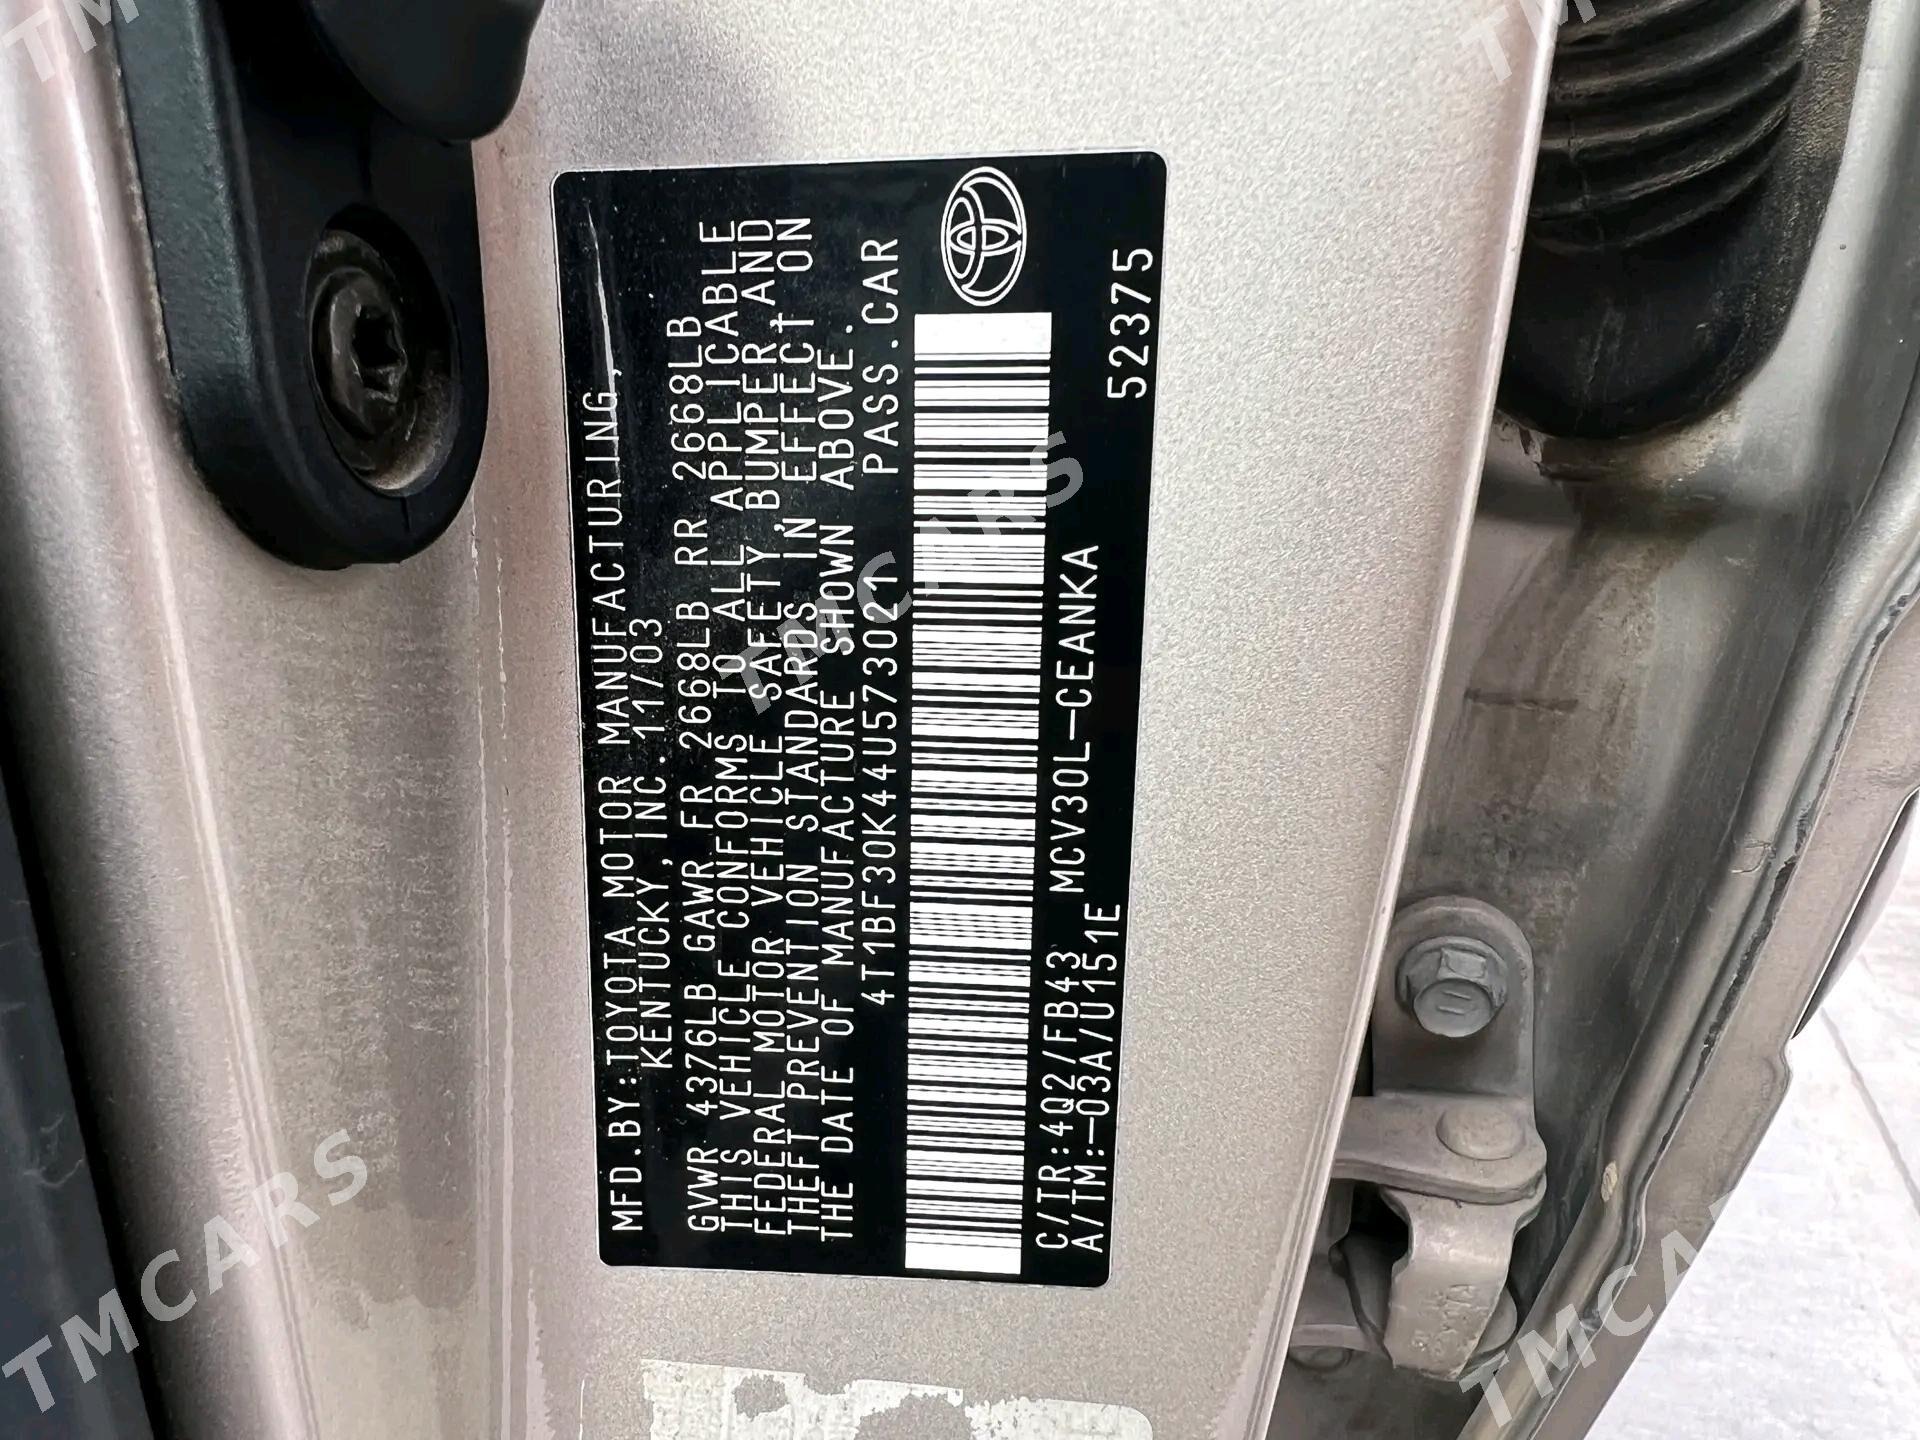 MFD.BY:TOYOTA MOTOR MANUFACTURING,
KENTUCKY,INC. 11/03
GVWR 4376LB GAWR FR 2668LB RR 2668LB
THIS VEHICLE CONFORMS TO ALL APPLICABLE
FEDERAL MOTOR VEHICLE SAFETY,BUMPER,AND
THEFT PREVENTION STANDARDS IN EFFECT ON
THE DATE OF MANUFACTURE SHOWN ABOVE.
4T1BF30K44U573021 PASS.CAR
C/TR:4Q2/FB43 MCV30L-CEANKA
A/TM:-03A/U151E 52375
TMCARS
TMCARS
TMCARS